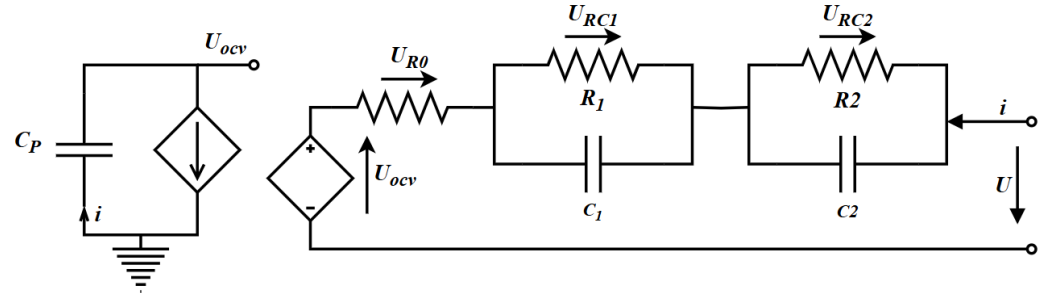 U_ocv
C_P
i
U_R0
U_ocv
+
-
U_RC1
R_1
C_1
U_RC2
R2
C2
i
U